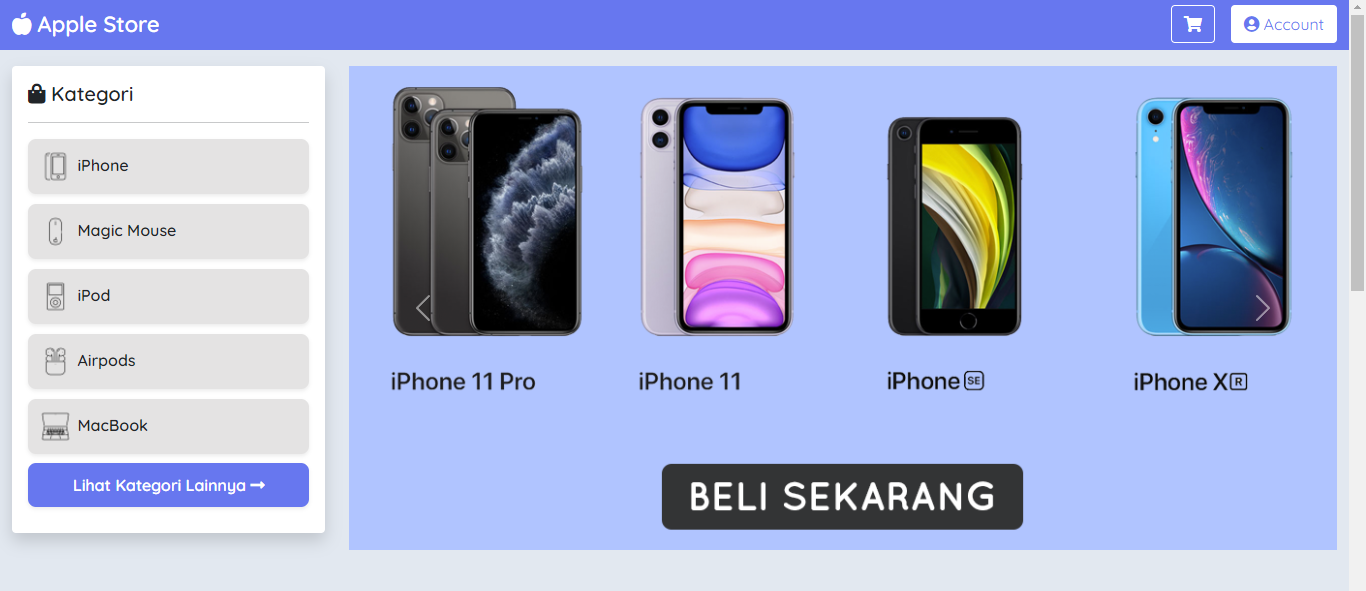 Apple Store
Account
Kategori
iPhone
Magic Mouse
iPod
Airpods
MacBook
Lihat Kategori Lainnya
iPhone 11 Pro
iPhone 11
iPhone SE
iPhone XR
BELI SEKARANG